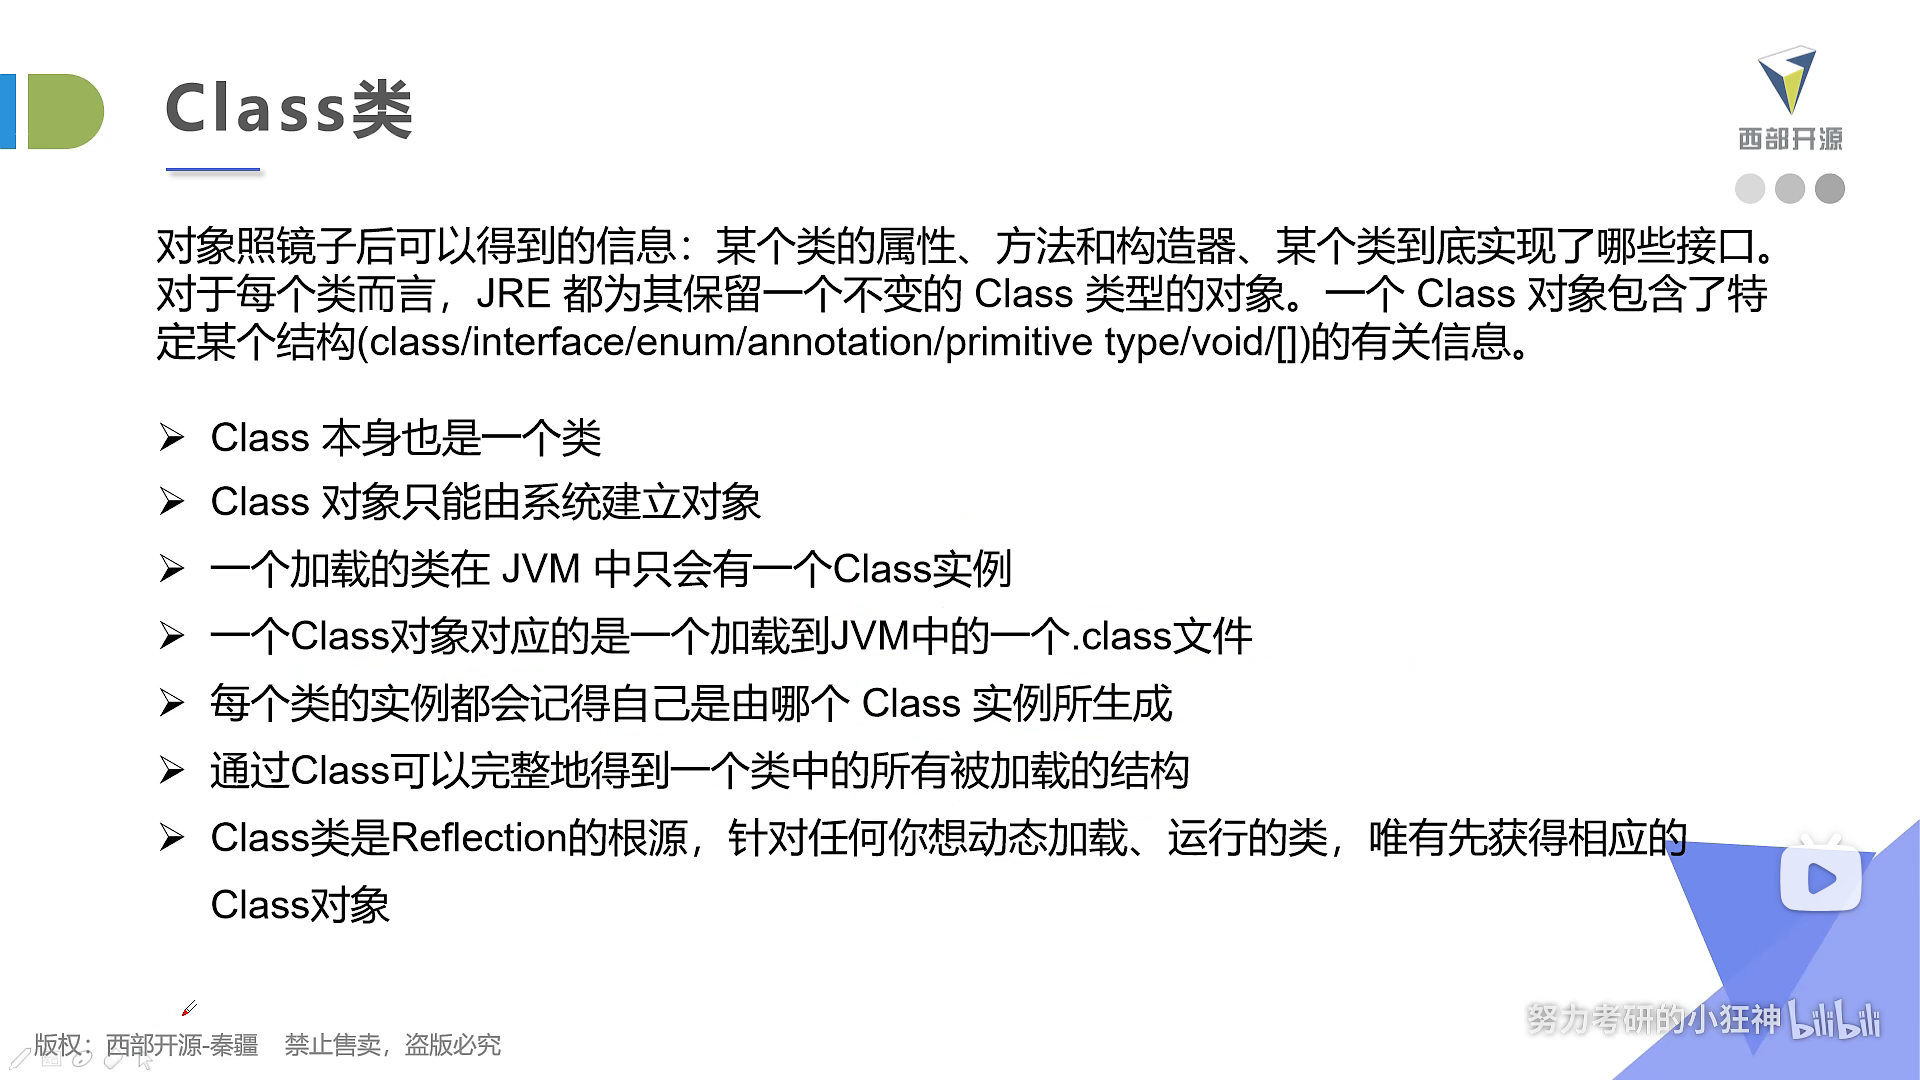 Class类
西部开源
对象照镜子后可以得到的信息：某个类的属性、方法和构造器、某个类到底实现了哪些接口。
对于每个类而言，JRE 都为其保留一个不变的 Class 类型的对象。一个 Class 对象包含了特
定某个结构(class/interface/enum/annotation/primitive type/void/[])的有关信息。
➢ Class 本身也是一个类
➢ Class 对象只能由系统建立对象
➢ 一个加载的类在 JVM 中只会有一个Class实例
➢ 一个Class对象对应的是一个加载到JVM中的一个.class文件
➢ 每个类的实例都会记得自己是由哪个 Class 实例所生成
➢ 通过Class可以完整地得到一个类中的所有被加载的结构
➢ Class类是Reflection的根源，针对任何你想动态加载、运行的类，唯有先获得相应的
Class对象
努力考研的小狂神 bilibili
版权：西部开源-秦疆 禁止售卖，盗版必究